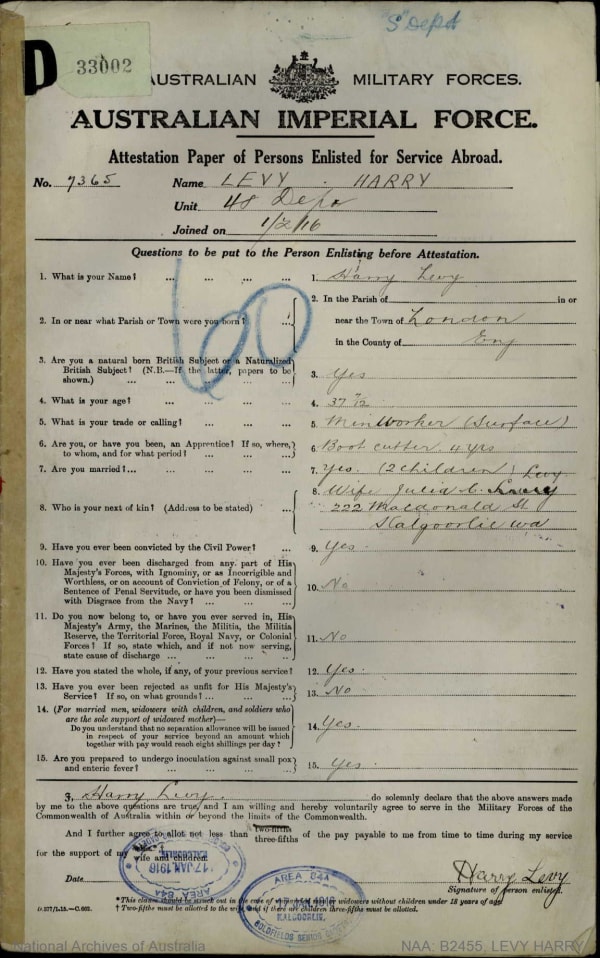 "S" Depot
D 33002
AUSTRALIAN MILITARY FORCES.
AUSTRALIAN IMPERIAL FORCE.
Attestation Paper of Persons Enlisted for Service Abroad.
No. 7365 Name LEVY . HARRY
Unit 48 Depo
Joined on 1/2/16
Questions to be put to the Person Enlisting before Attestation.
60
1. What is your Name? ... ... ... ... 1. Harry Levy
2. In or near what Parish or Town were you born? ... 2. In the Parish of in or
near the Town of London
in the County of Eng
3. Are you a natural born British Subject or a Naturalized
British Subject? (N.B.—If the latter, papers to be
shown.) ... ... ... ... 3. Yes
4. What is your age? ... ... ... ... 4. 37 7/12
5. What is your trade or calling? ... ... ... 5. Mineworker (Surface)
6. Are you, or have you been, an Apprentice? If so, where,
to whom, and for what period? ... ... ... 6. Boot cutter 4 yrs
7. Are you married?... ... ... ... ... 7. Yes. (2 children)
8. Who is your next of kin? (Address to be stated) ... 8. Wife Julia C. Levy
222 Macdonald St
Kalgoorlie wa
9. Have you ever been convicted by the Civil Power? ... 9. Yes.
10. Have you ever been discharged from any part of His
Majesty's Forces, with Ignominy, or as Incorrigible and
Worthless, or on account of Conviction of Felony, or of a
Sentence of Penal Servitude, or have you been dismissed
with Disgrace from the Navy? ... ... ... 10. No
11. Do you now belong to, or have you ever served in, His
Majesty's Army, the Marines, the Militia, the Militia
Reserve, the Territorial Force, Royal Navy, or Colonial
Forces? If so, state which, and if not now serving,
state cause of discharge ... ... ... ... 11. No
12. Have you stated the whole, if any, of your previous service? 12. Yes.
13. Have you ever been rejected as unfit for His Majesty's
Service? If so, on what grounds? ... ... ... 13. No
14. (For married men, widowers with children, and soldiers who
are the sole support of widowed mother)—
Do you understand that no separation allowance will be issued
in respect of your service beyond an amount which
together with pay would reach eight shillings per day? ... 14. Yes.
15. Are you prepared to undergo inoculation against small pox
and enteric fever? ... ... ... ... 15. Yes.
I, Harry Levy do solemnly declare that the above answers made
by me to the above questions are true, and I am willing and hereby voluntarily agree to serve in the Military Forces of the
Commonwealth of Australia within or beyond the limits of the Commonwealth.
And I further agree to allot not less than two-fifths
three-fifths of the pay payable to me from time to time during my service
for the support of my wife
wife and children.
17 JAN 1916
KALGOORLIE.
AREA 84A
Date
AREA 84A
17 JAN 1916
KALGOORLIE.
GOLDFIELDS SENIOR
Harry Levy
Signature of person enlisted.
*This clause should be struck out in the case of unmarried men or widowers without children under 18 years of age.
† Two-fifths must be allotted to the wife, and if there are children three-fifths must be allotted.
D.277/1.15.—C.602.
National Archives of Australia NAA: B2455, LEVY HARRY